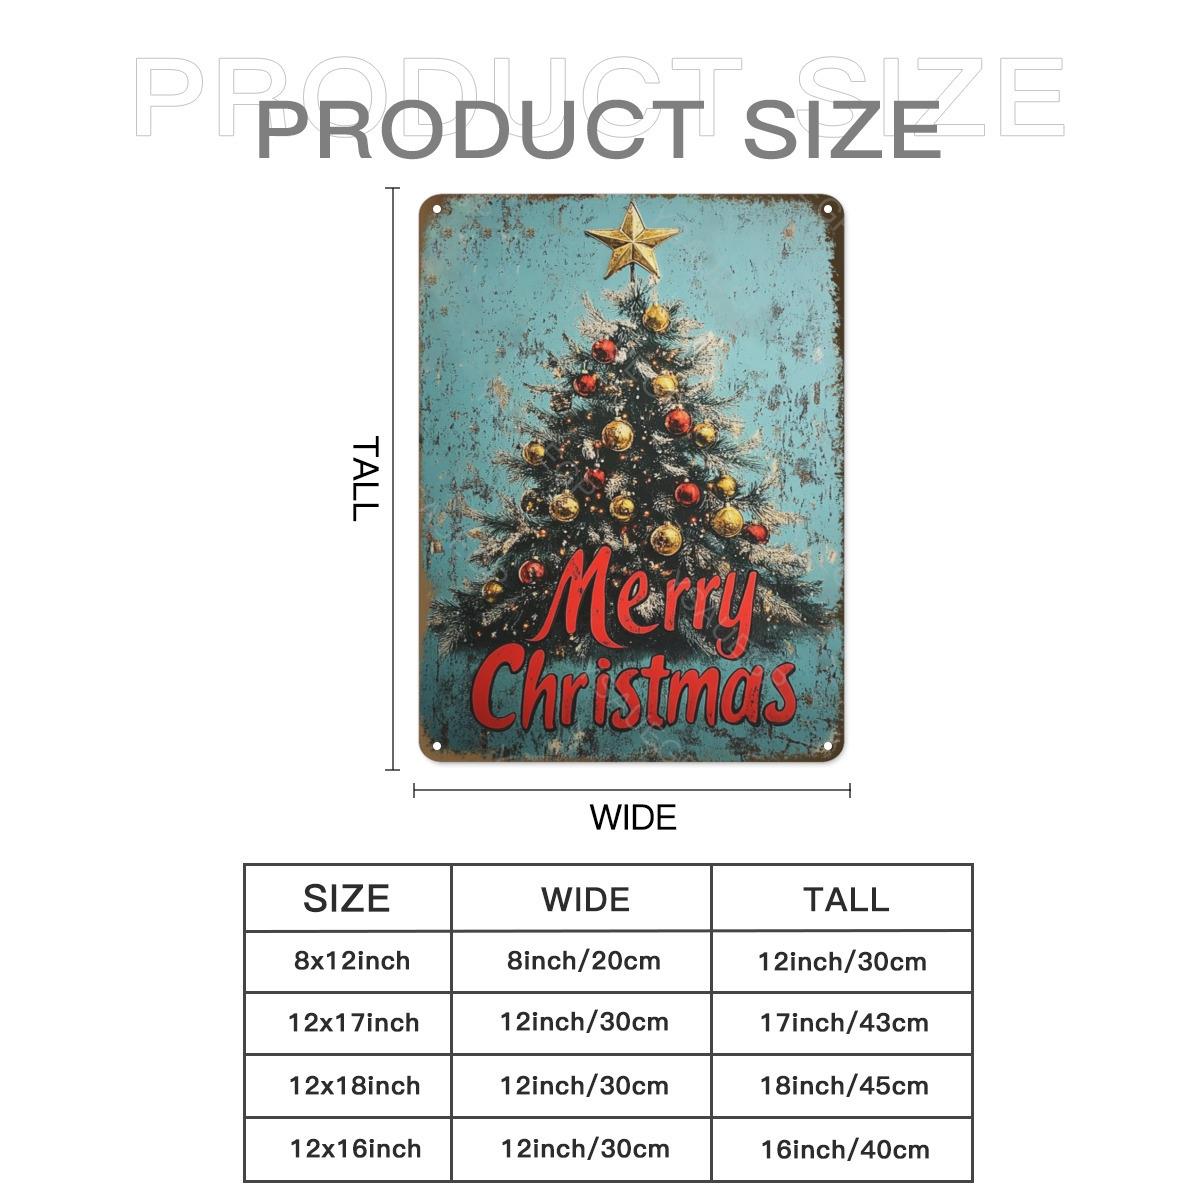 PRODUCT SIZE
PRODUCT SIZE
TALL
Merry
Christmas
WIDE
SIZE WIDE TALL
8x12inch 8inch/20cm 12inch/30cm
12x17inch 12inch/30cm 17inch/43cm
12x18inch 12inch/30cm 18inch/45cm
12x16inch 12inch/30cm 16inch/40cm